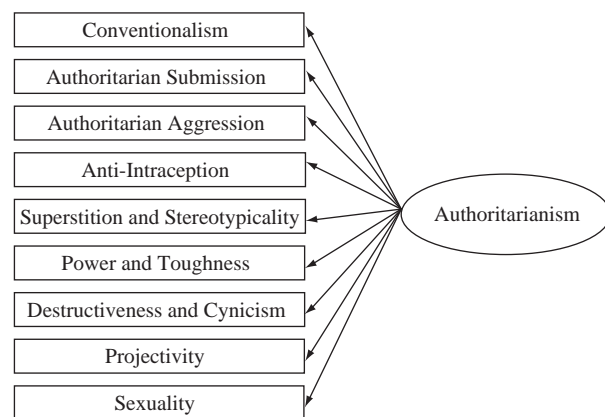 Conventionalism
Authoritarian Submission
Authoritarian Aggression
Anti-Intraception
Superstition and Stereotypicality
Authoritarianism
Power and Toughness
Destructiveness and Cynicism
Projectivity
Sexuality